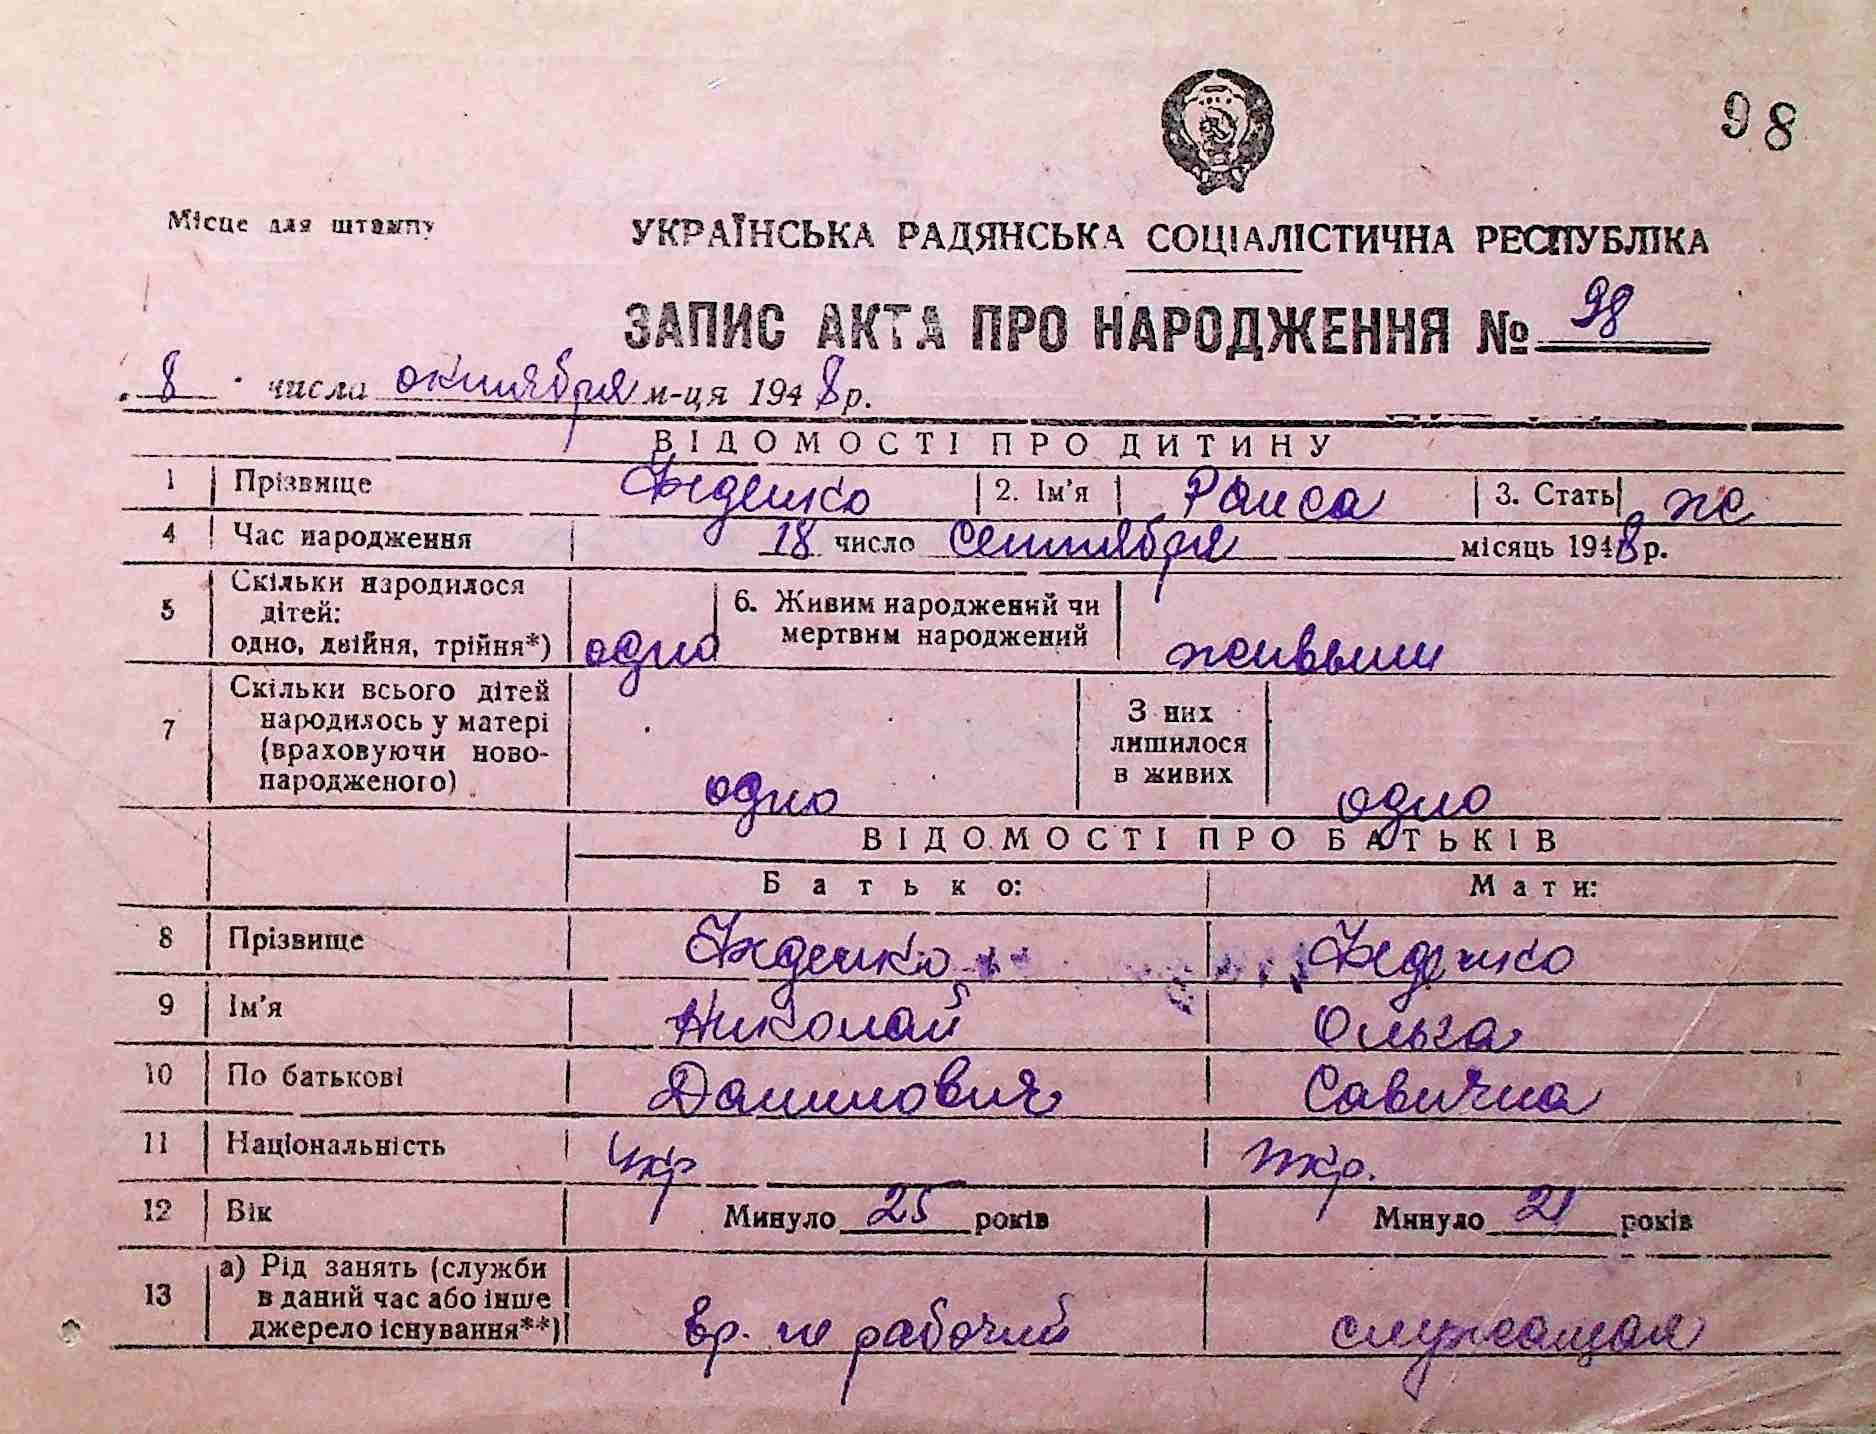 98
Місце для штампу
УКРАЇНСЬКА РАДЯНСЬКА СОЦІАЛІСТИЧНА РЕСПУБЛІКА
ЗАПИС АКТА ПРО НАРОДЖЕННЯ № 98
8 числа октября м-ця 1948 р.
ВІДОМОСТІ ПРО ДИТИНУ
1 Прізвище Феденко 2. Ім'я Раиса 3. Стать ж
4 Час народження 18 число сентября місяць 1948 р.
5 Скільки народилося
дітей:
одно, двійня, трійня*) одно 6. Живим народжений чи
мертвим народжений живым
7 Скільки всього дітей
народилось у матері
(враховуючи ново-
народженого) одно
З них
лишилося
в живих одно
ВІДОМОСТІ ПРО БАТЬКІВ
Батько: Мати:
8 Прізвище Феденко Феденко
9 Ім'я Николай Ольга
10 По батькові Данилович Савична
11 Національність укр укр.
12 Вік Минуло 25 років Минуло 21 років
13 а) Рід занять (служби
в даний час або інше
джерело існування**) вр. не рабочий служащая